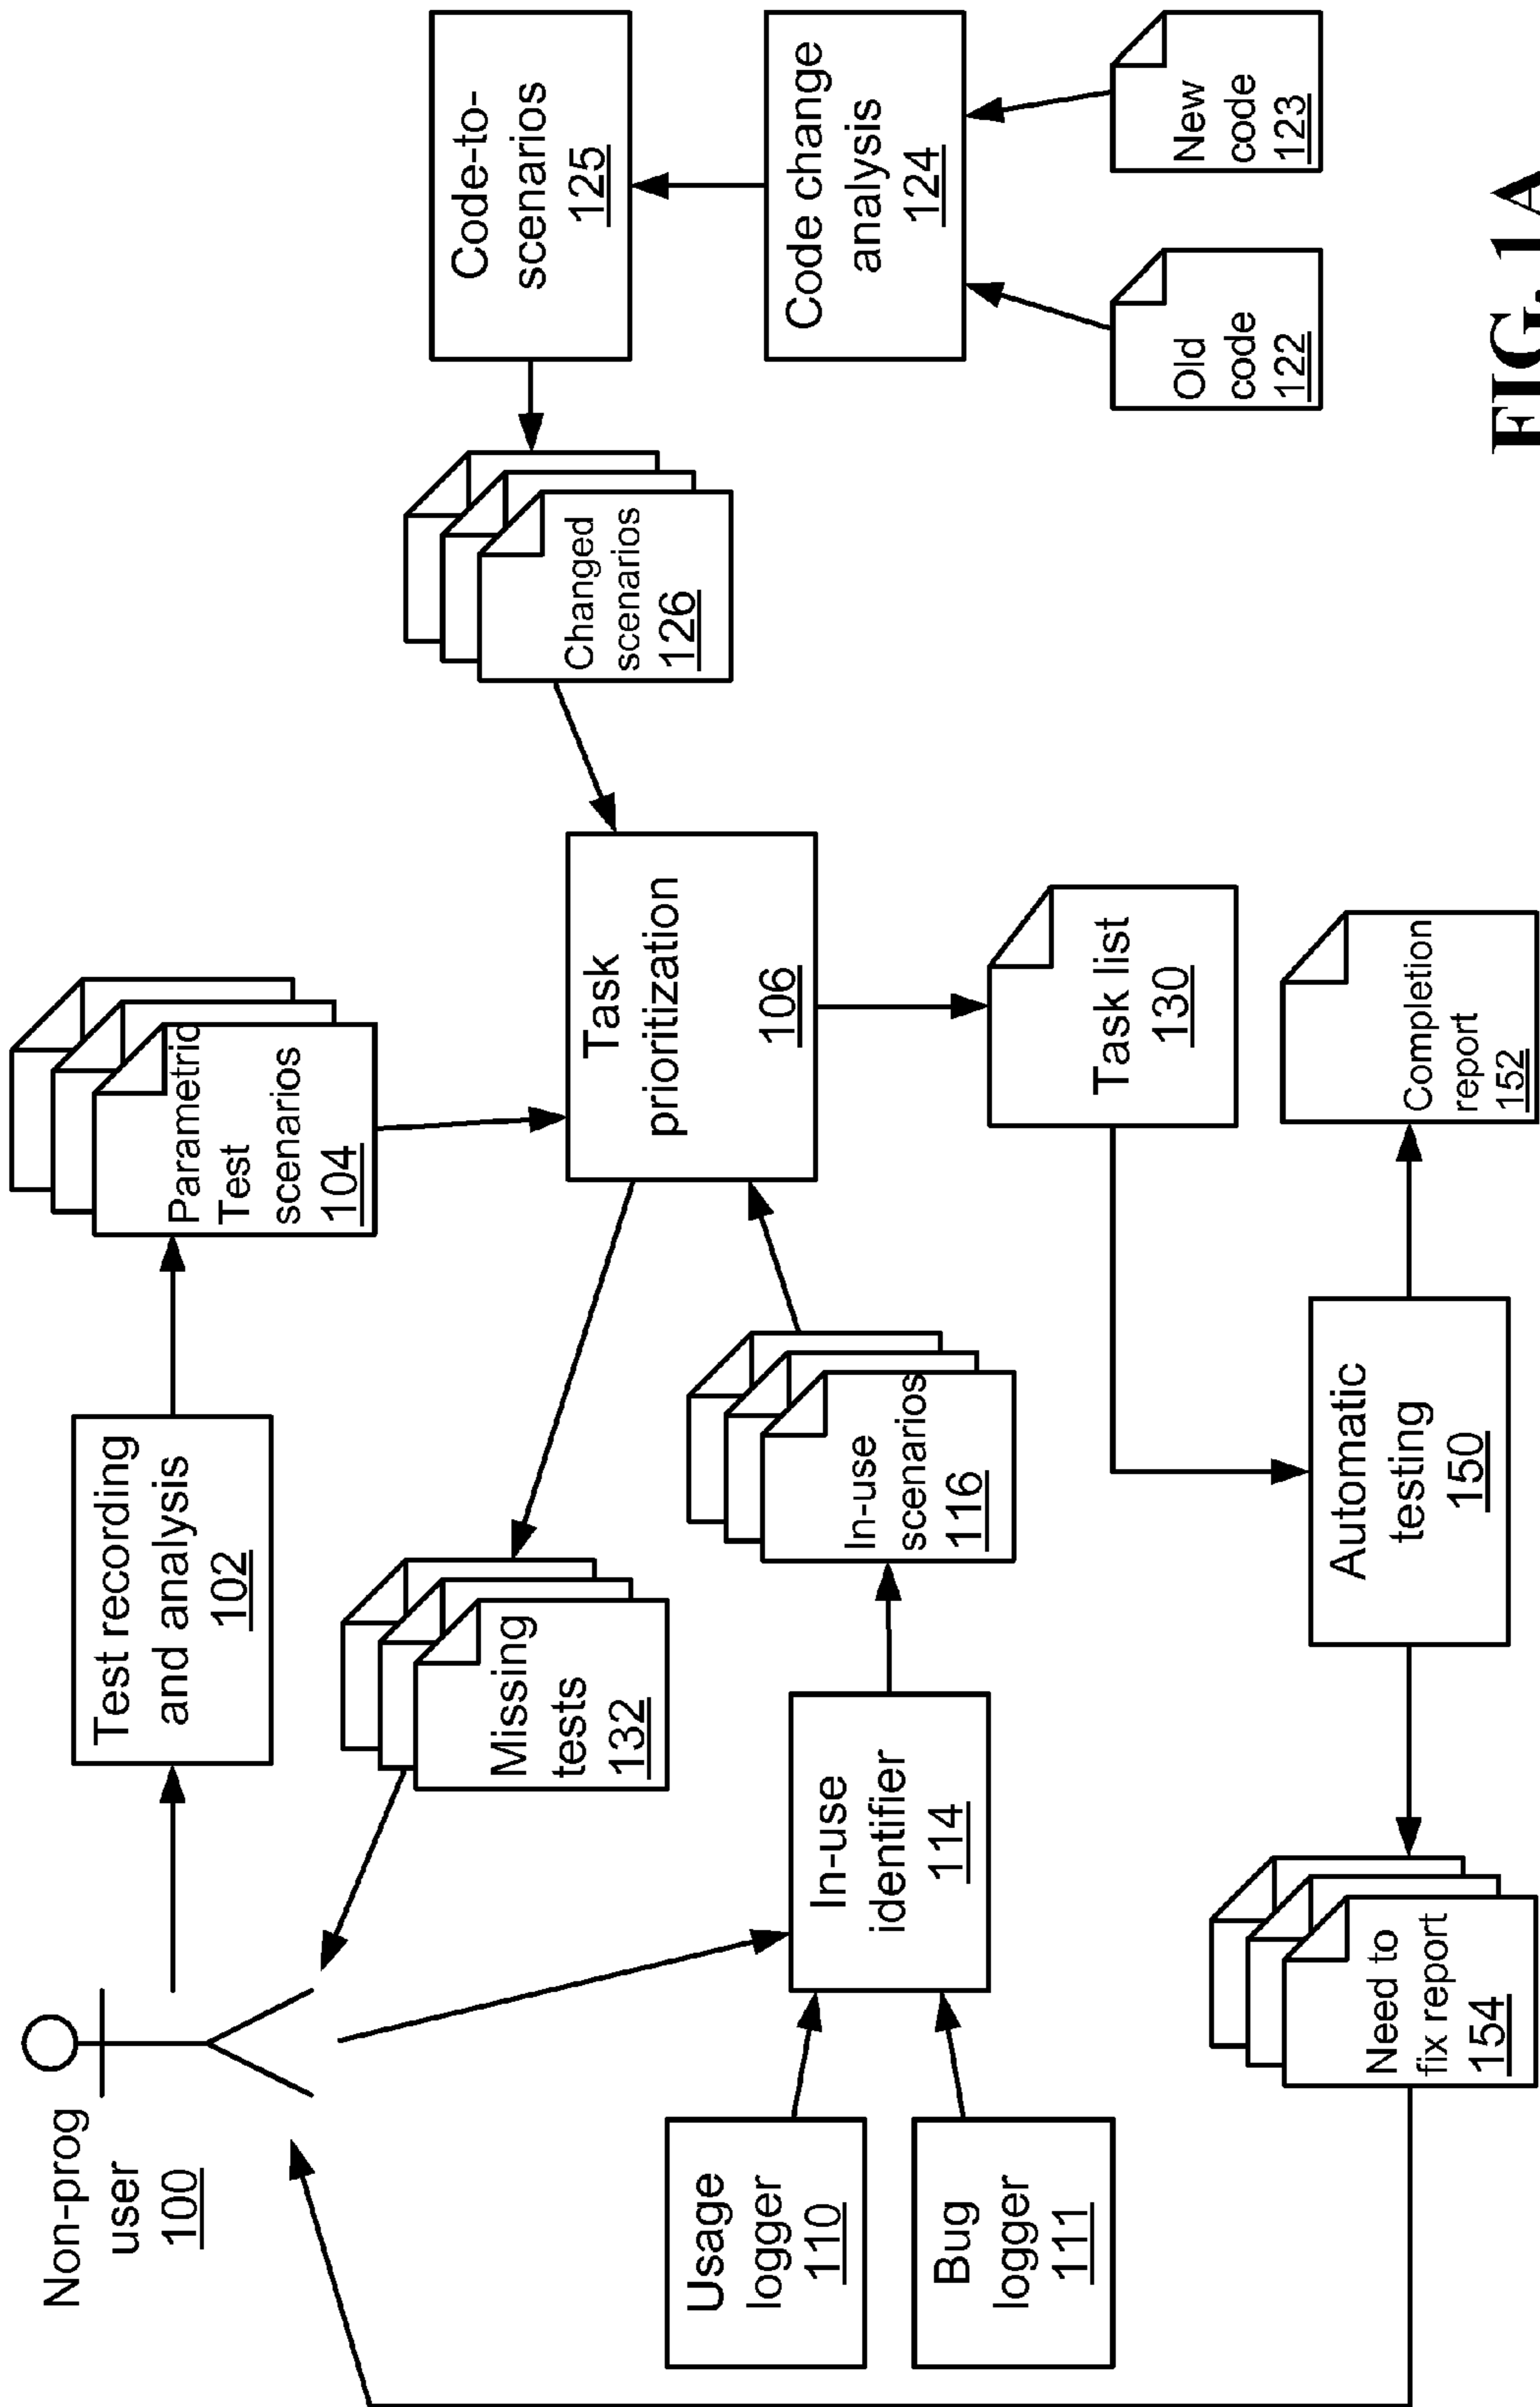 Non-prog
user
100
Test recording
and analysis
102
Parametric
Test
scenarios
104
Missing
tests
132
Task
prioritization
106
Changed
scenarios
126
Code-to-
scenarios
125
Code change
analysis
124
Old
code
122
New
code
123
Usage
logger
110
Bug
logger
111
In-use
identifier
114
In-use
scenarios
116
Task list
130
Need to
fix report
154
Automatic
testing
150
Completion
report
152
FIG. 1A